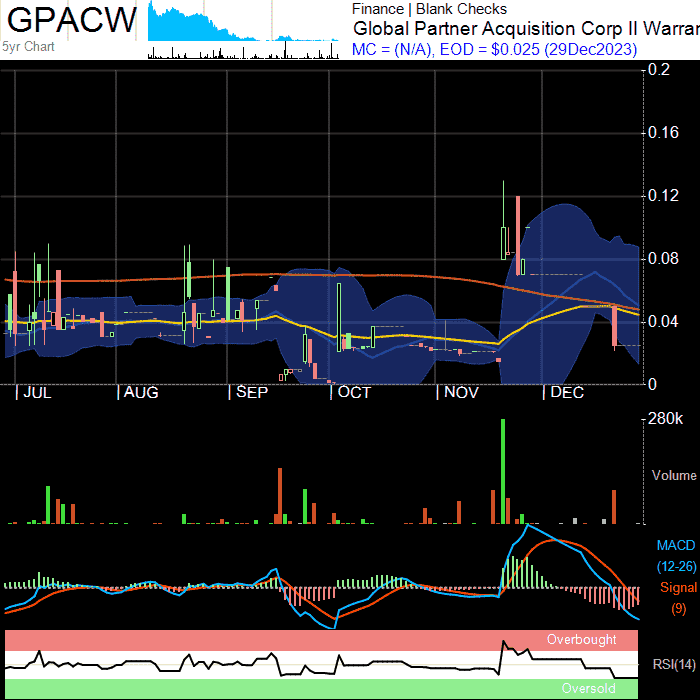 GPACW
5yr Chart
Finance | Blank Checks
Global Partner Acquisition Corp II Warran
MC = (N/A), EOD = $0.025 (29Dec2023)
0.2
0.16
0.12
0.08
0.04
0
JUL AUG SEP OCT NOV DEC
280k
Volume
MACD
(12-26)
Signal
(9)
Overbought
RSI(14)
Oversold